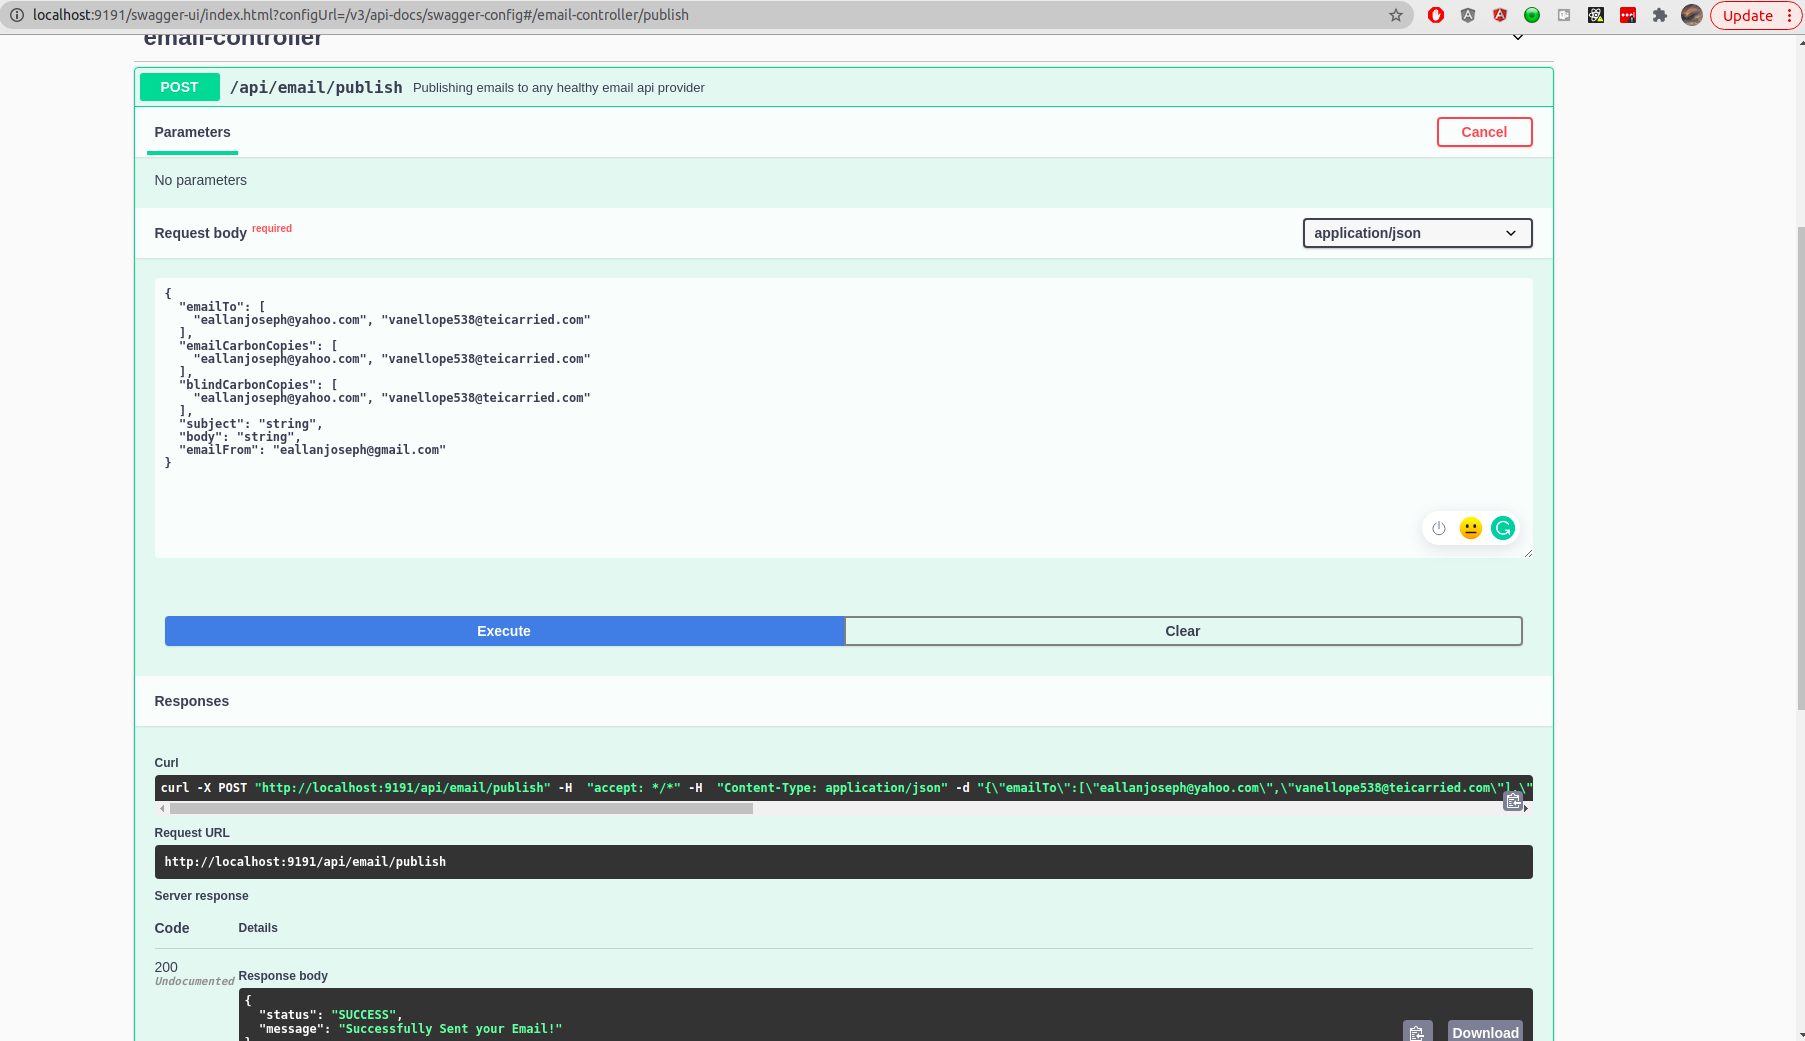 localhost:9191/swagger-ui/index.html?configUrl=/v3/api-docs/swagger-config#/email-controller/publish
Update
email-controller
POST /api/email/publish Publishing emails to any healthy email api provider
Parameters
Cancel
No parameters
Request body required
application/json
{
  "emailTo": [
    "eallanjoseph@yahoo.com", "vanellope538@teicarried.com"
  ],
  "emailCarbonCopies": [
    "eallanjoseph@yahoo.com", "vanellope538@teicarried.com"
  ],
  "blindCarbonCopies": [
    "eallanjoseph@yahoo.com", "vanellope538@teicarried.com"
  ],
  "subject": "string",
  "body": "string",
  "emailFrom": "eallanjoseph@gmail.com"
}
Execute
Clear
Responses
Curl
curl -X POST "http://localhost:9191/api/email/publish" -H  "accept: */*" -H  "Content-Type: application/json" -d "{\"emailTo\":[\"eallanjoseph@yahoo.com\",\"vanellope538@teicarried.com\"],\"
Request URL
http://localhost:9191/api/email/publish
Server response
Code
Details
200
Undocumented
Response body
{
  "status": "SUCCESS",
  "message": "Successfully Sent your Email!"
}
Download